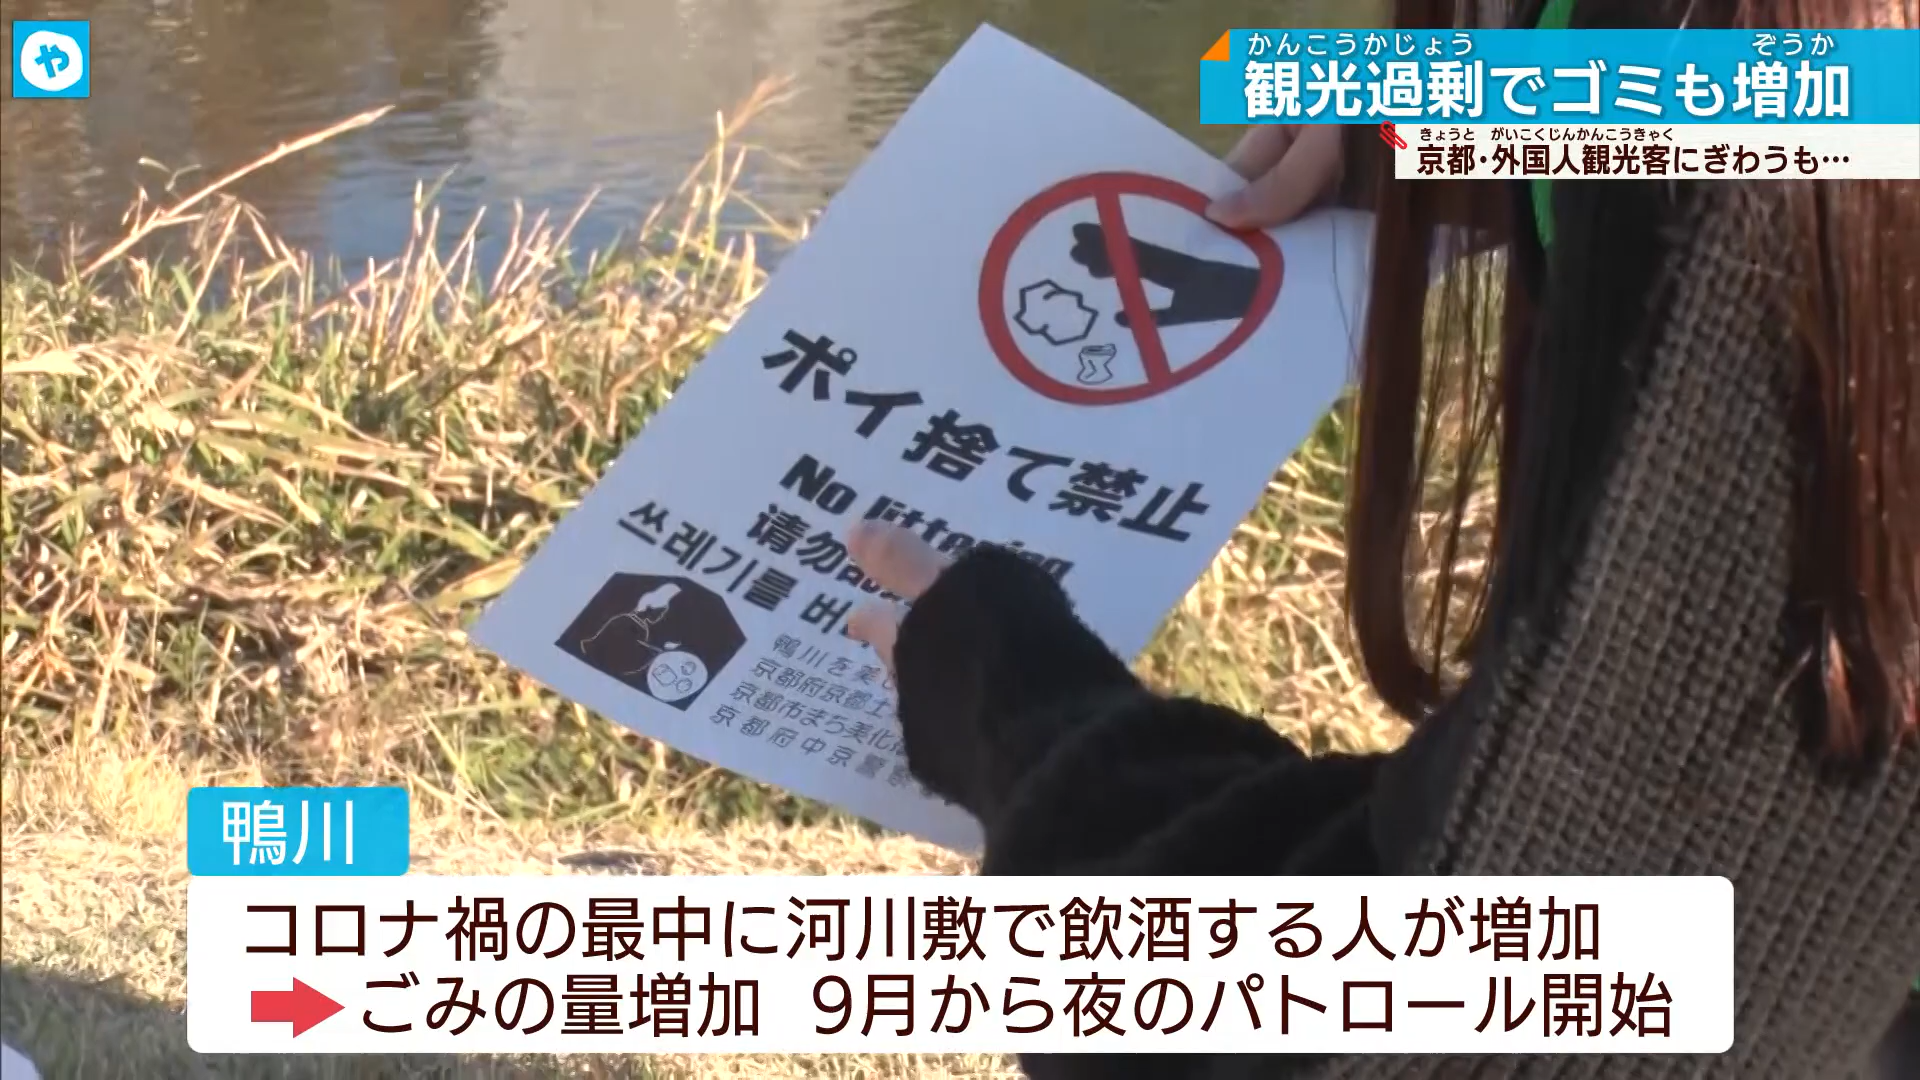 や
かんこうかじょう ぞうか
観光過剰でゴミも増加
きょうと がいこくじんかんこうきゃく
京都・外国人観光客にぎわうも…
ポイ捨て禁止
No littering
请勿
쓰레기를 버
鴨川を美し
京都府京都土
京都市まち美化
京都府中京警察
鴨川
コロナ禍の最中に河川敷で飲酒する人が増加
➡ごみの量増加 9月から夜のパトロール開始